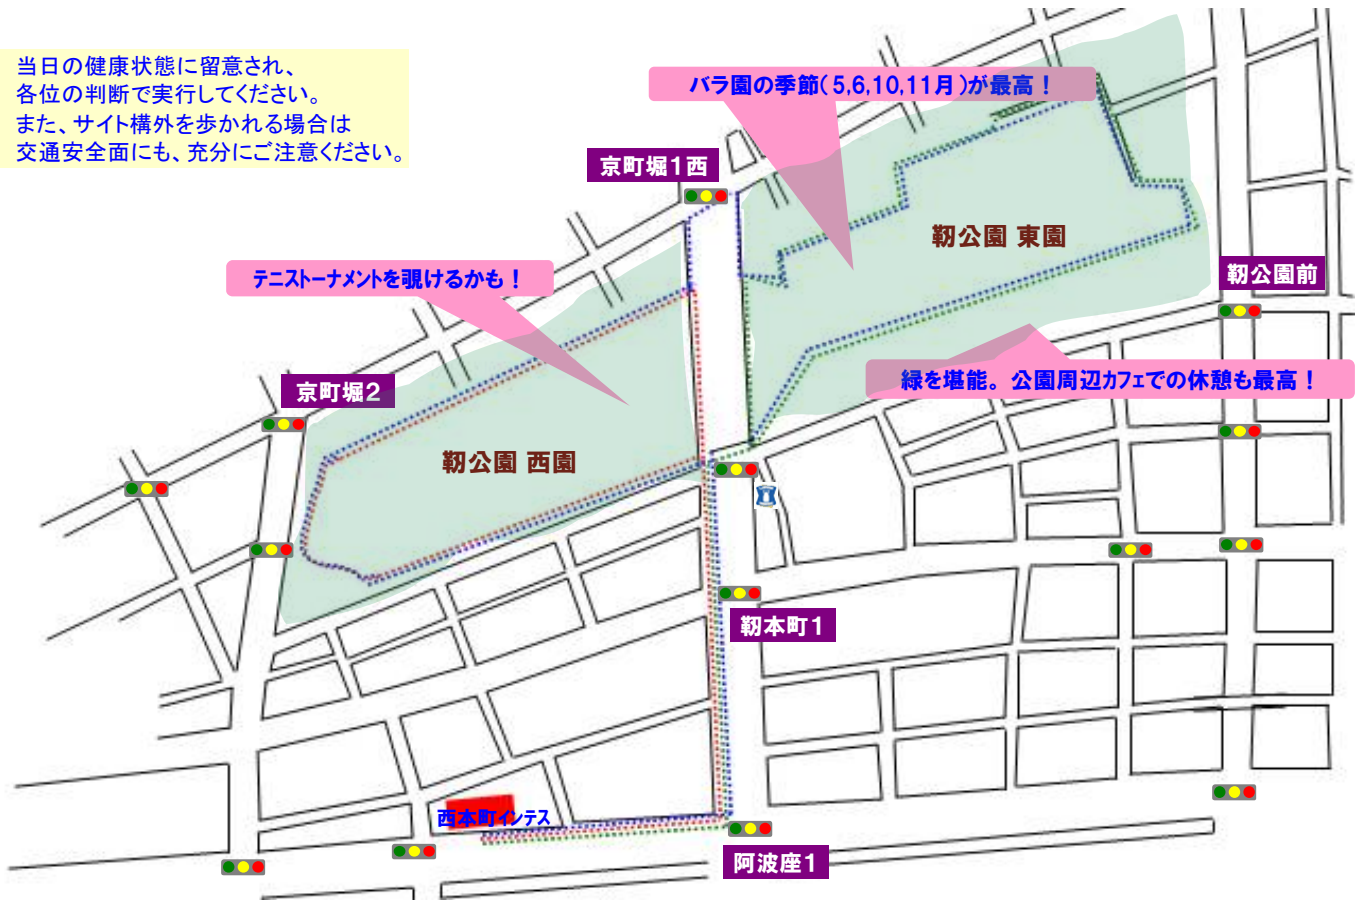 当日の健康状態に留意され、
各位の判断で実行してください。
また、サイト構外を歩かれる場合は
交通安全面にも、充分にご注意ください。
バラ園の季節(5,6,10,11月)が最高！
京町堀1西
靭公園 東園
テニストーナメントを覗けるかも！
靭公園前
緑を堪能。公園周辺カフェでの休憩も最高！
京町堀2
靭公園 西園
靭本町1
西本町インテス
阿波座1